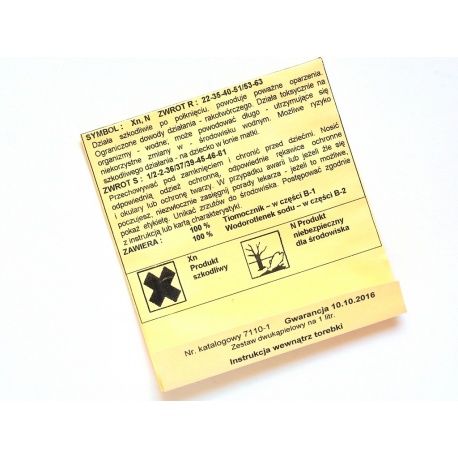 SYMBOL : Xn, N ZWROT R : 22-35-40-51/53-63
Działa szkodliwie po połknięciu, powoduje poważne oparzenia.
Ograniczone dowody działania - rakotwórczego. Działa toksycznie na
organizmy - wodne, może powodować długo - utrzymujące się
niekorzystne zmiany w - środowisku wodnym. Możliwe ryzyko
szkodliwego działania - na dziecko w łonie matki.
ZWROT S : 1/2-2-36/37/39-45-46-61
Przechowywać pod zamknięciem i chronić przed dziećmi. Nosić
odpowiednią odzież ochronną, odpowiednie rękawice ochronne
i okulary lub ochronę twarzy. W przypadku awarii lub jeżeli źle się
poczujesz, niezwłocznie zasięgnij porady lekarza - jeżeli to możliwe,
pokaż etykietę. Unikać zrzutów do środowiska. Postępować zgodnie
z instrukcją lub kartą charakterystyki.
ZAWIERA : 100 % Tiomocznik – w części B-1
100 % Wodorotlenek sodu – w części B-2
Xn
Produkt
szkodliwy
N Produkt
niebezpieczny
dla środowiska
Nr. katalogowy 7110-1 Gwarancja 10.10.2016
Zestaw dwukąpielowy na 1 litr.
Instrukcja wewnątrz torebki